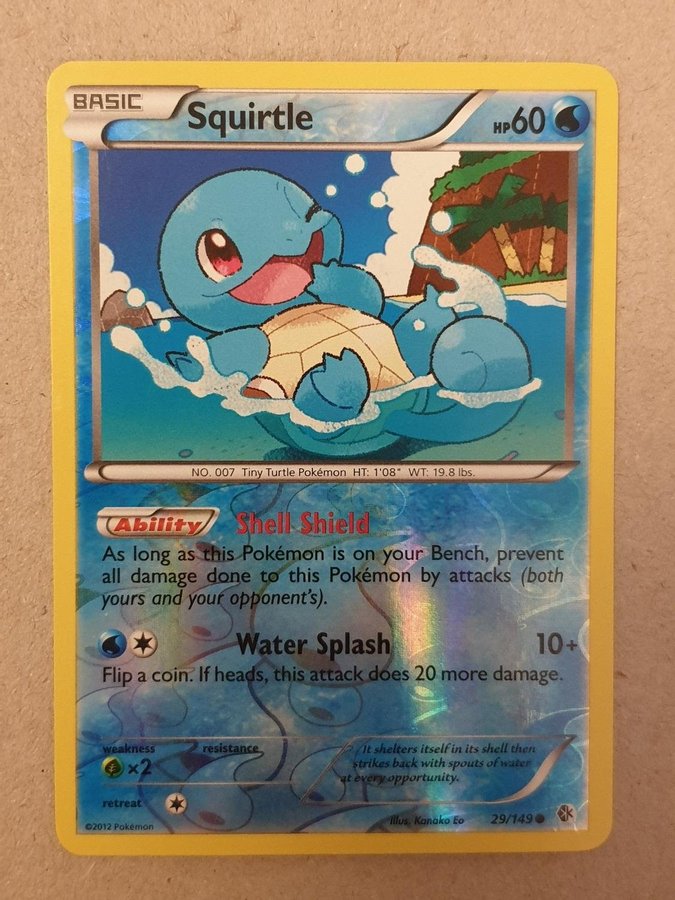 BASIC Squirtle HP60
NO. 007 Tiny Turtle Pokémon HT: 1'08" WT: 19.8 lbs.
Ability Shell Shield
As long as this Pokémon is on your Bench, prevent
all damage done to this Pokémon by attacks (both
yours and your opponent's).
Water Splash 10+
Flip a coin. If heads, this attack does 20 more damage.
weakness resistance
×2
It shelters itself in its shell then
strikes back with spouts of water
at every opportunity.
retreat
©2012 Pokémon Illus. Kanako Eo 29/149